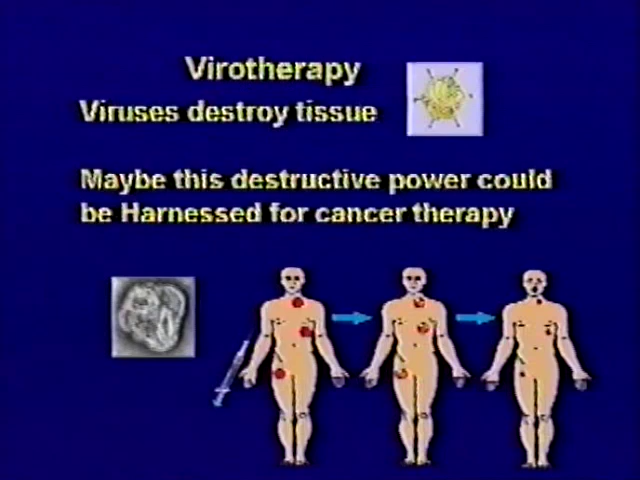 Virotherapy
Viruses destroy tissue
Maybe this destructive power could
be Harnessed for cancer therapy